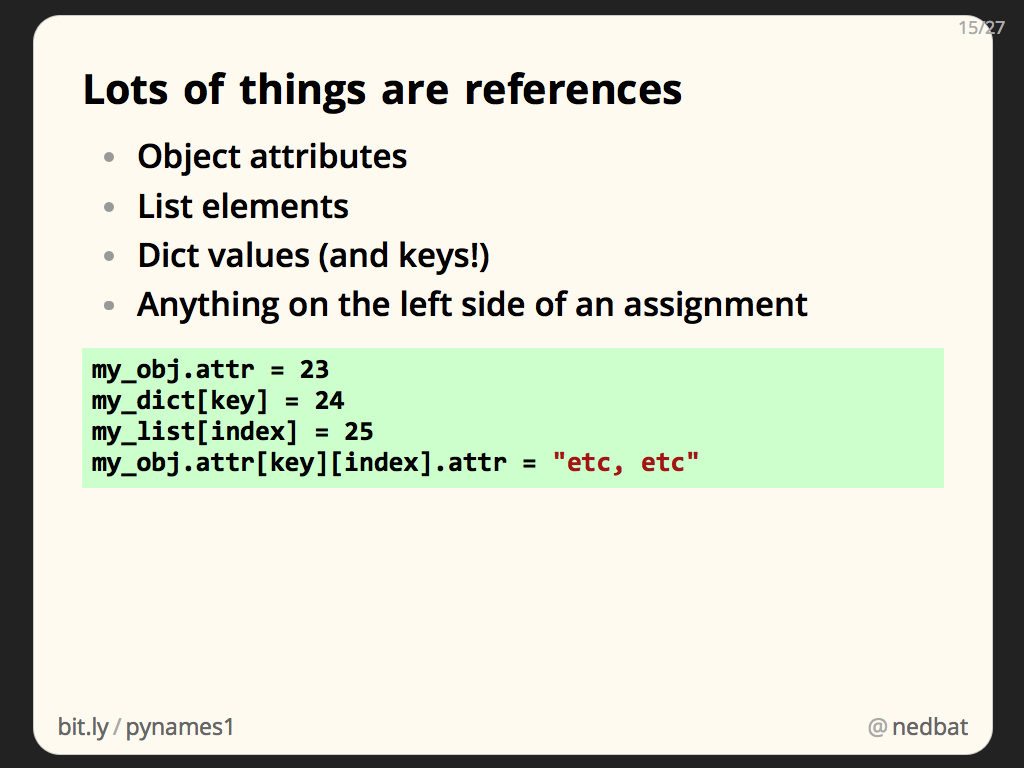 15/27
Lots of things are references
• Object attributes
• List elements
• Dict values (and keys!)
• Anything on the left side of an assignment
my_obj.attr = 23
my_dict[key] = 24
my_list[index] = 25
my_obj.attr[key][index].attr = "etc, etc"
bit.ly/pynames1
@nedbat